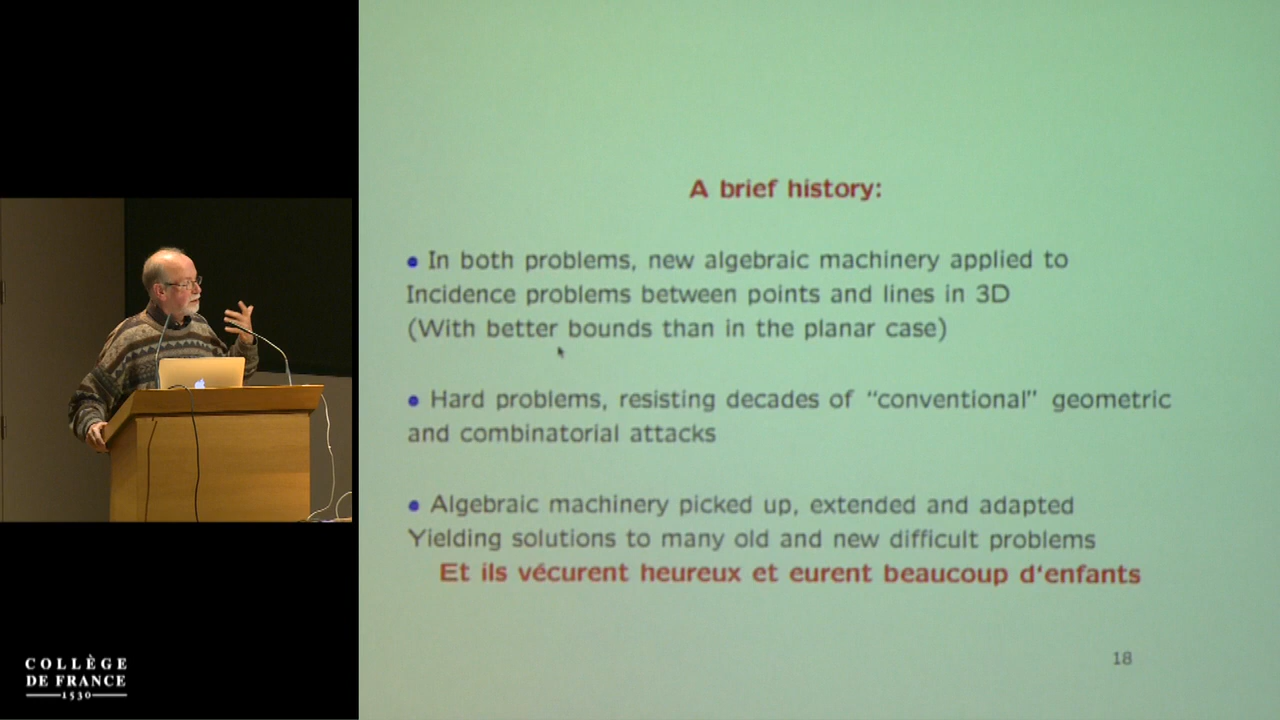 A brief history:
• In both problems, new algebraic machinery applied to
Incidence problems between points and lines in 3D
(With better bounds than in the planar case)
• Hard problems, resisting decades of “conventional” geometric
and combinatorial attacks
• Algebraic machinery picked up, extended and adapted
Yielding solutions to many old and new difficult problems
Et ils vécurent heureux et eurent beaucoup d'enfants
18
COLLÈGE
DE FRANCE
1530